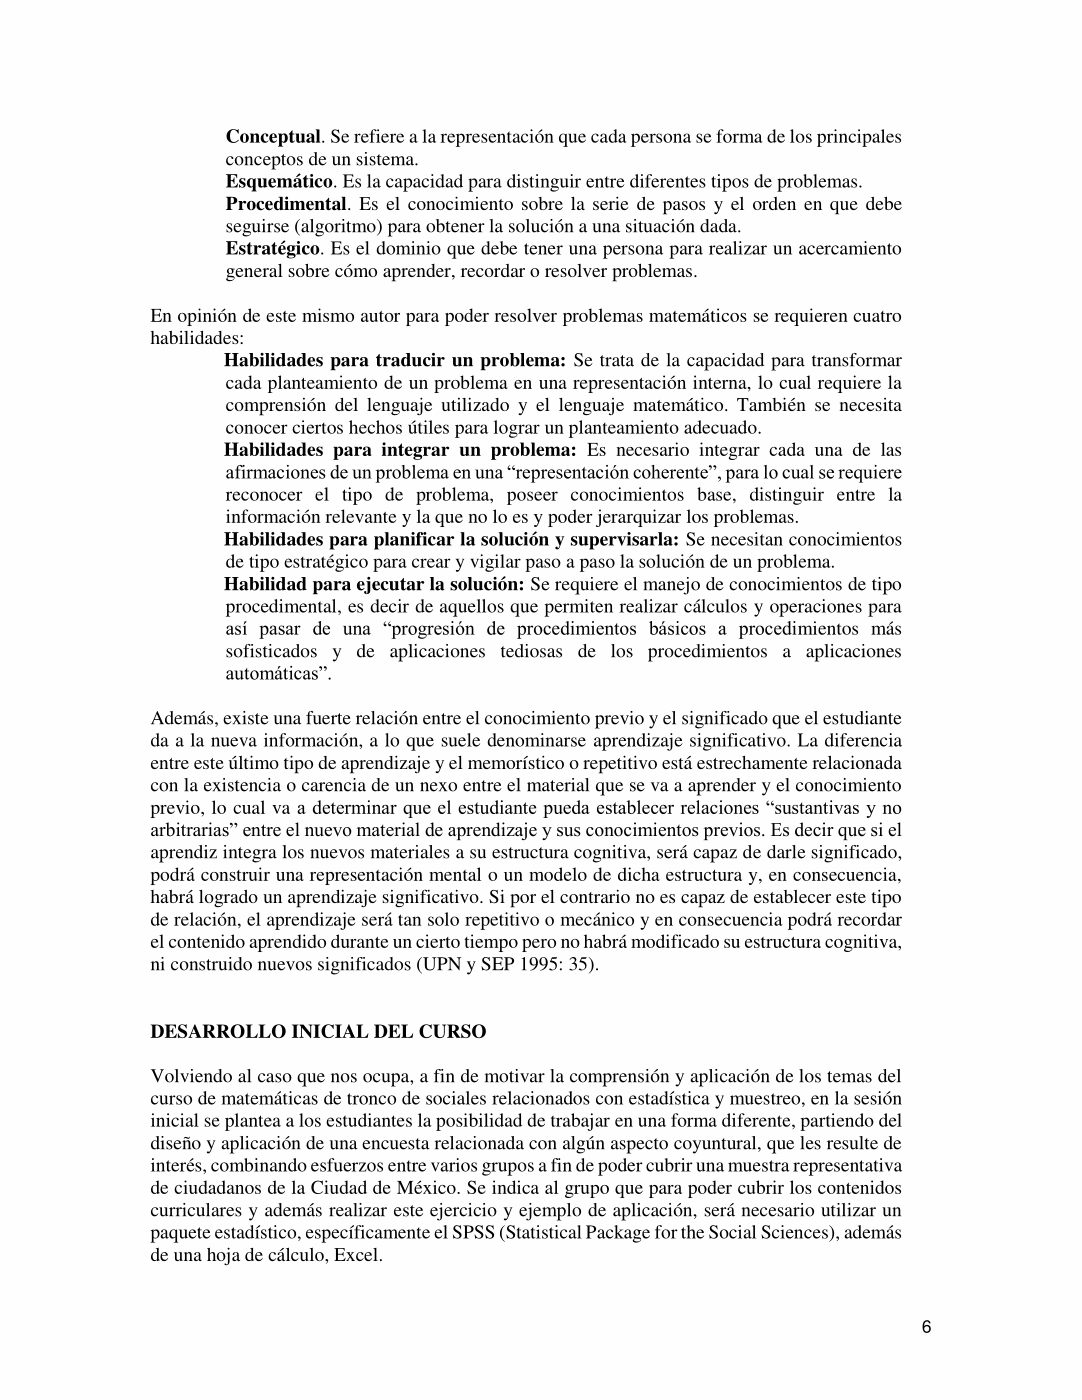 Conceptual. Se refiere a la representación que cada persona se forma de los principales
conceptos de un sistema.
Esquemático. Es la capacidad para distinguir entre diferentes tipos de problemas.
Procedimental. Es el conocimiento sobre la serie de pasos y el orden en que debe
seguirse (algoritmo) para obtener la solución a una situación dada.
Estratégico. Es el dominio que debe tener una persona para realizar un acercamiento
general sobre cómo aprender, recordar o resolver problemas.
En opinión de este mismo autor para poder resolver problemas matemáticos se requieren cuatro
habilidades:
Habilidades para traducir un problema: Se trata de la capacidad para transformar
cada planteamiento de un problema en una representación interna, lo cual requiere la
comprensión del lenguaje utilizado y el lenguaje matemático. También se necesita
conocer ciertos hechos útiles para lograr un planteamiento adecuado.
Habilidades para integrar un problema: Es necesario integrar cada una de las
afirmaciones de un problema en una “representación coherente”, para lo cual se requiere
reconocer el tipo de problema, poseer conocimientos base, distinguir entre la
información relevante y la que no lo es y poder jerarquizar los problemas.
Habilidades para planificar la solución y supervisarla: Se necesitan conocimientos
de tipo estratégico para crear y vigilar paso a paso la solución de un problema.
Habilidad para ejecutar la solución: Se requiere el manejo de conocimientos de tipo
procedimental, es decir de aquellos que permiten realizar cálculos y operaciones para
así pasar de una “progresión de procedimientos básicos a procedimientos más
sofisticados y de aplicaciones tediosas de los procedimientos a aplicaciones
automáticas”.
Además, existe una fuerte relación entre el conocimiento previo y el significado que el estudiante
da a la nueva información, a lo que suele denominarse aprendizaje significativo. La diferencia
entre este último tipo de aprendizaje y el memorístico o repetitivo está estrechamente relacionada
con la existencia o carencia de un nexo entre el material que se va a aprender y el conocimiento
previo, lo cual va a determinar que el estudiante pueda establecer relaciones “sustantivas y no
arbitrarias” entre el nuevo material de aprendizaje y sus conocimientos previos. Es decir que si el
aprendiz integra los nuevos materiales a su estructura cognitiva, será capaz de darle significado,
podrá construir una representación mental o un modelo de dicha estructura y, en consecuencia,
habrá logrado un aprendizaje significativo. Si por el contrario no es capaz de establecer este tipo
de relación, el aprendizaje será tan solo repetitivo o mecánico y en consecuencia podrá recordar
el contenido aprendido durante un cierto tiempo pero no habrá modificado su estructura cognitiva,
ni construido nuevos significados (UPN y SEP 1995: 35).
DESARROLLO INICIAL DEL CURSO
Volviendo al caso que nos ocupa, a fin de motivar la comprensión y aplicación de los temas del
curso de matemáticas de tronco de sociales relacionados con estadística y muestreo, en la sesión
inicial se plantea a los estudiantes la posibilidad de trabajar en una forma diferente, partiendo del
diseño y aplicación de una encuesta relacionada con algún aspecto coyuntural, que les resulte de
interés, combinando esfuerzos entre varios grupos a fin de poder cubrir una muestra representativa
de ciudadanos de la Ciudad de México. Se indica al grupo que para poder cubrir los contenidos
curriculares y además realizar este ejercicio y ejemplo de aplicación, será necesario utilizar un
paquete estadístico, específicamente el SPSS (Statistical Package for the Social Sciences), además
de una hoja de cálculo, Excel.
6